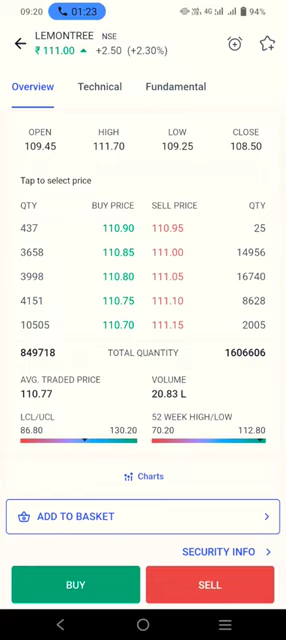 09:20 01:23 4G 94%
LEMONTREE NSE
₹ 111.00 ▲ +2.50 (+2.30%)
Overview Technical Fundamental
OPEN HIGH LOW CLOSE
109.45 111.70 109.25 108.50
Tap to select price
QTY BUY PRICE SELL PRICE QTY
437 110.90 110.95 25
3658 110.85 111.00 14956
3998 110.80 111.05 16740
4151 110.75 111.10 8628
10505 110.70 111.15 2005
849718 TOTAL QUANTITY 1606606
AVG. TRADED PRICE VOLUME
110.77 20.83 L
LCL/UCL 52 WEEK HIGH/LOW
86.80 130.20 70.20 112.80
Charts
ADD TO BASKET
SECURITY INFO
BUY SELL